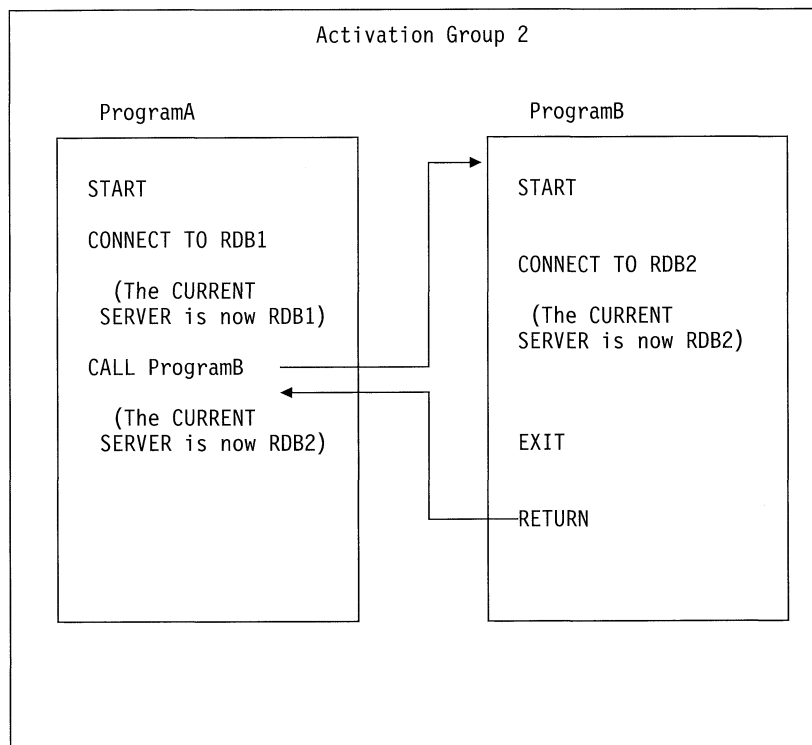 Activation Group 2
ProgramA
START
CONNECT TO RDB1
(The CURRENT
SERVER is now RDB1)
CALL ProgramB
(The CURRENT
SERVER is now RDB2)
ProgramB
START
CONNECT TO RDB2
(The CURRENT
SERVER is now RDB2)
EXIT
RETURN